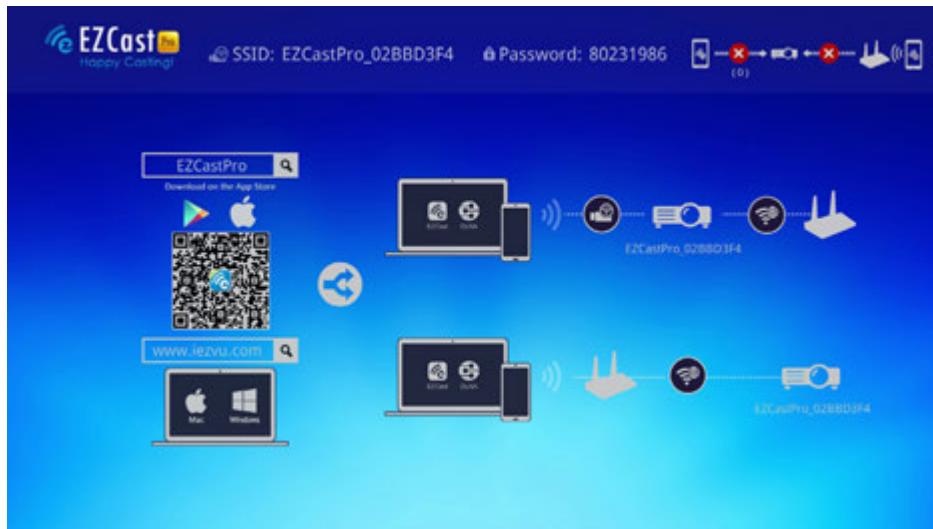 EZCast Pro
Happy Casting!
SSID: EZCastPro_02BBD3F4
Password: 80231986
(0)
EZCastPro
Download on the App Store
www.iezvu.com
Mac
Windows
EZCast
DLNA
EZCastPro_02BBD3F4
EZCast
DLNA
EZCastPro_02BBD3F4